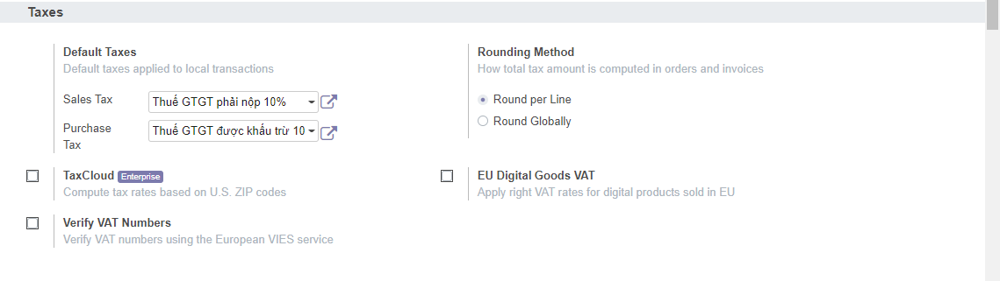 Taxes
Default Taxes
Default taxes applied to local transactions
Sales Tax
Thuế GTGT phải nộp 10%
Purchase
Tax
Thuế GTGT được khấu trừ 10
Rounding Method
How total tax amount is computed in orders and invoices
Round per Line
Round Globally
TaxCloud Enterprise
Compute tax rates based on U.S. ZIP codes
EU Digital Goods VAT
Apply right VAT rates for digital products sold in EU
Verify VAT Numbers
Verify VAT numbers using the European VIES service